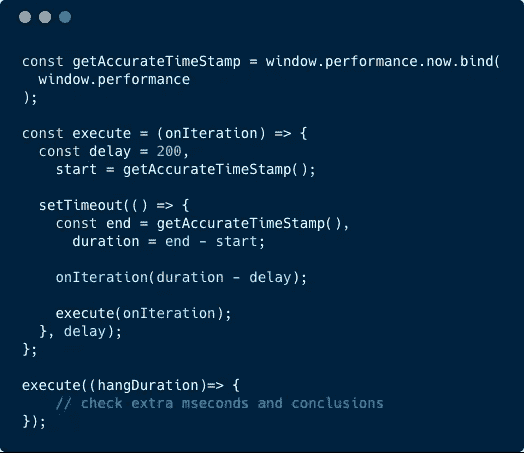 const getAccurateTimeStamp = window.performance.now.bind(
  window.performance
);

const execute = (onIteration) => {
  const delay = 200,
    start = getAccurateTimeStamp();

  setTimeout(() => {
    const end = getAccurateTimeStamp(),
      duration = end - start;

    onIteration(duration - delay);

    execute(onIteration);
  }, delay);
};

execute((hangDuration)=> {
    // check extra mseconds and conclusions
});